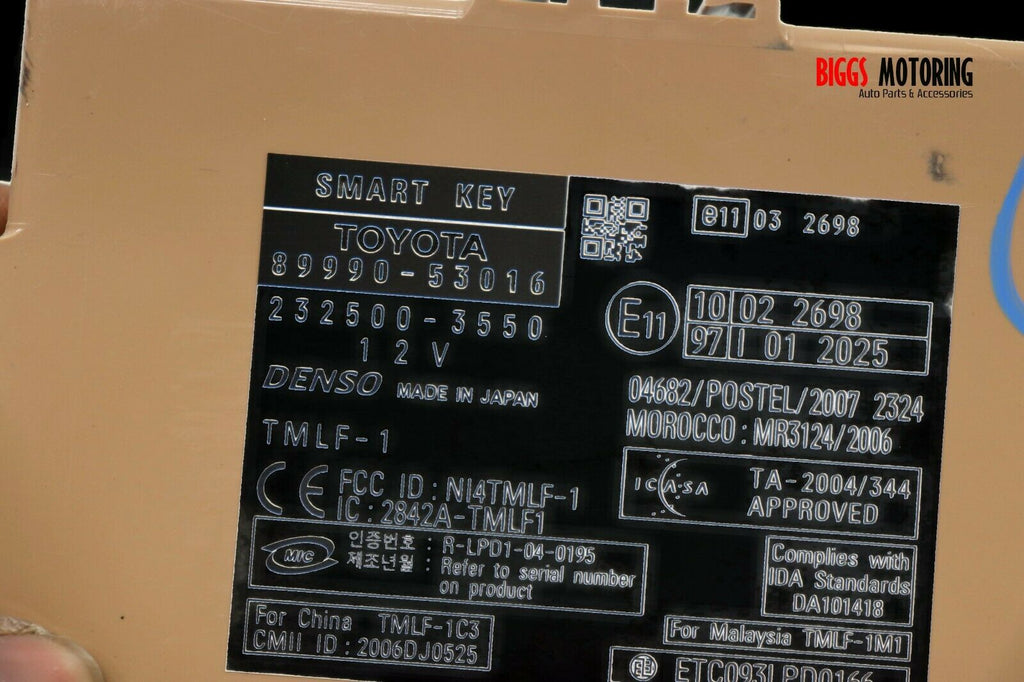 BIGGS MOTORING
Auto Parts & Accessories
SMART KEY
TOYOTA
89990-53016
232500-3550
12V
DENSO MADE IN JAPAN
TMLF-1
CE FCC ID : NI4TMLF-1
IC : 2842A-TMLF1
MIC
인증번호 : R-LPD1-04-0195
제조년월 : Refer to serial number
on product
For China TMLF-1C3
CMII ID : 2006DJ0525
e11 03 2698
E11
10 02 2698
97 I 01 2025
04682/POSTEL/2007 2324
MOROCCO : MR3124/2006
ICASA TA-2004/344
APPROVED
Complies with
IDA Standards
DA101418
For Malaysia TMLF-1M1
ETC093LPD0166